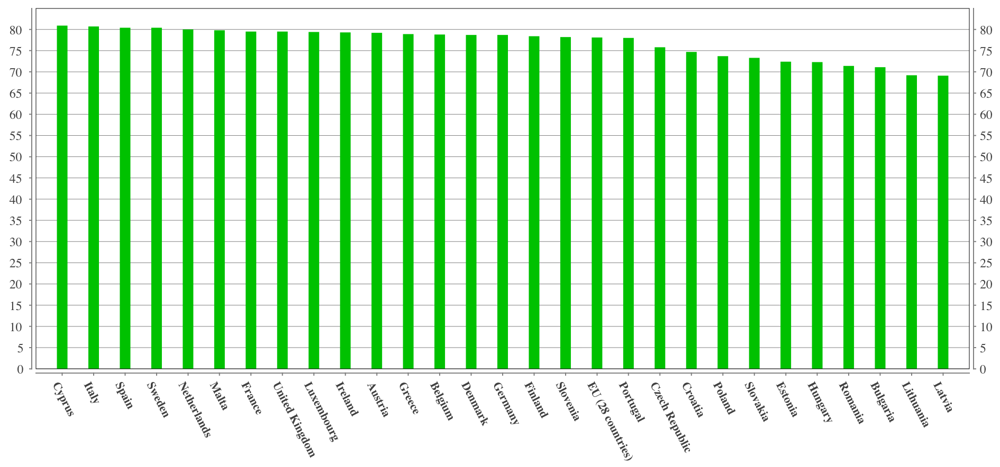 80 80
75 75
70 70
65 65
60 60
55 55
50 50
45 45
40 40
35 35
30 30
25 25
20 20
15 15
10 10
5 5
0 0
Cyprus
Italy
Spain
Sweden
Netherlands
Malta
France
United Kingdom
Luxembourg
Ireland
Austria
Greece
Belgium
Denmark
Germany
Finland
Slovenia
EU (28 countries)
Portugal
Czech Republic
Croatia
Poland
Slovakia
Estonia
Hungary
Romania
Bulgaria
Lithuania
Latvia